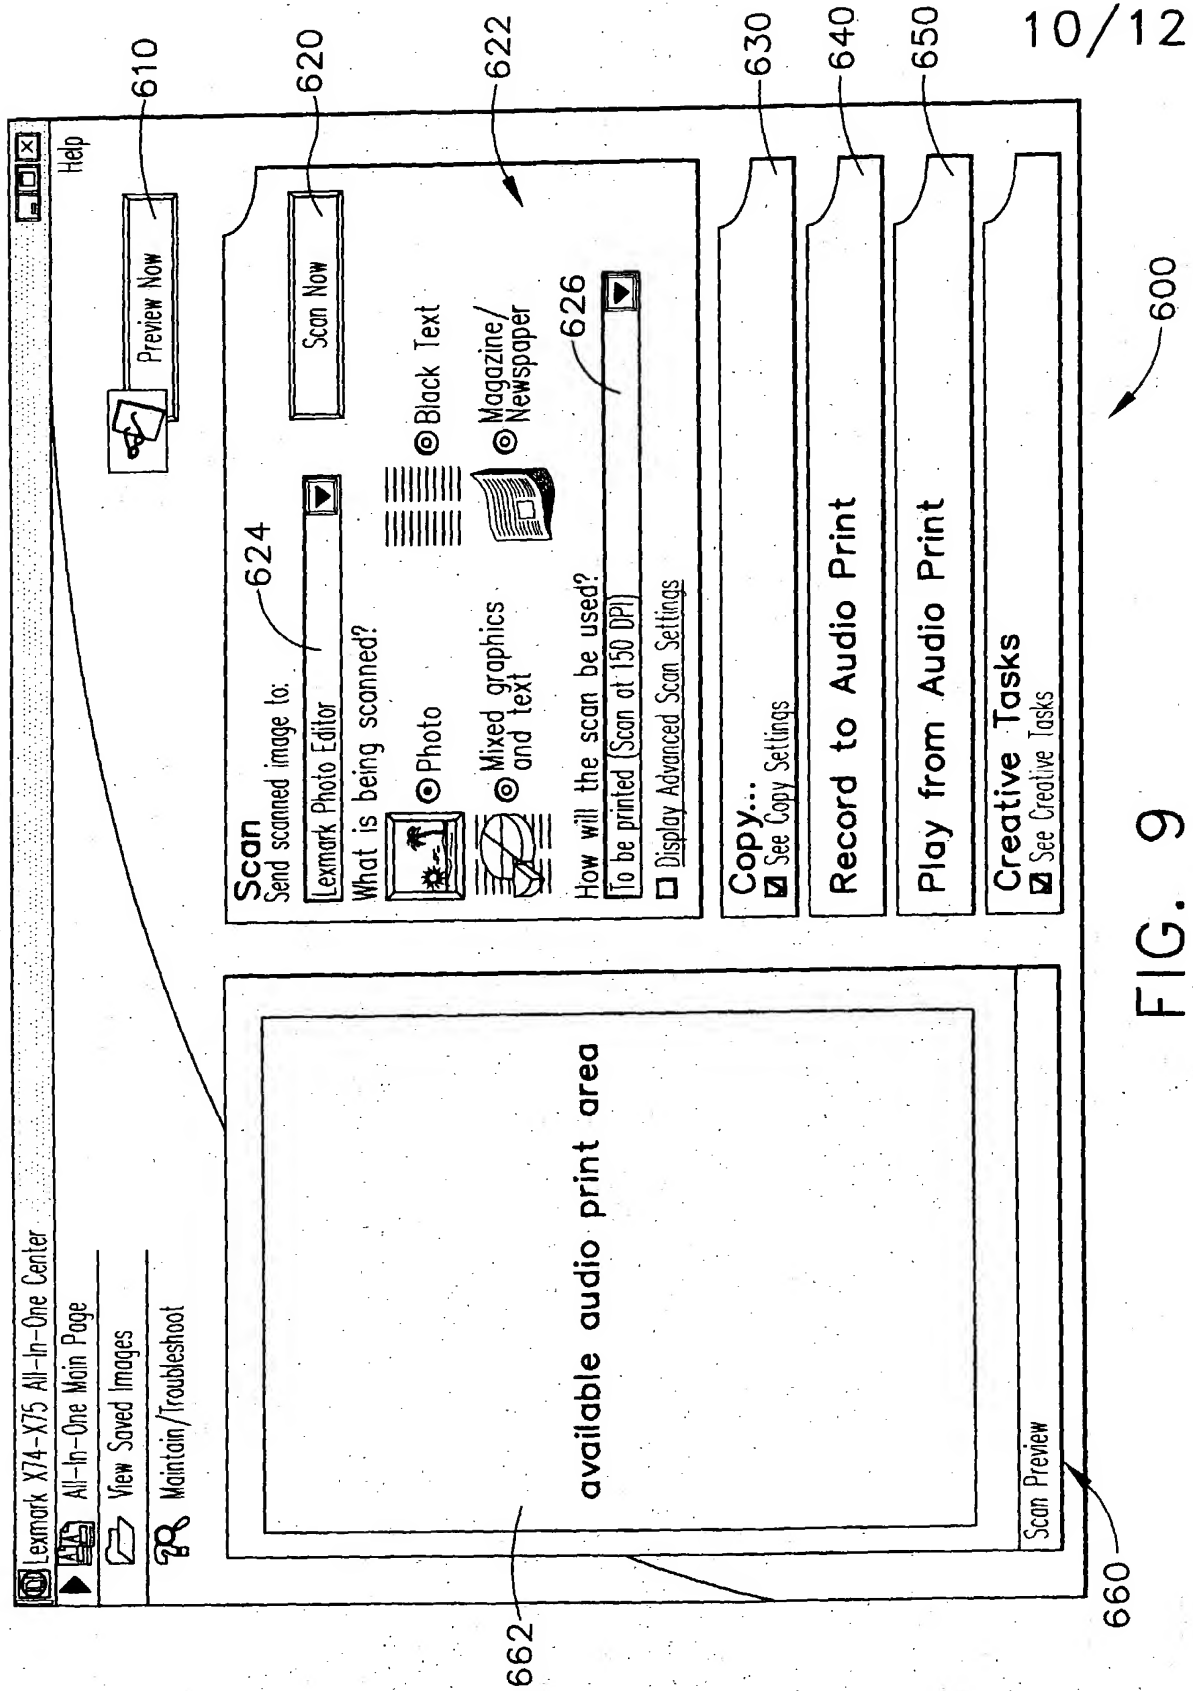 10/12
Lexmark X74-X75 All-In-One Center
All-In-One Main Page
Help
View Saved Images
Maintain/Troubleshoot
Preview Now
610
Scan
Send scanned image to:
624
Lexmark Photo Editor
Scan Now
620
What is being scanned?
Photo
Black Text
622
Mixed graphics
and text
Magazine/
Newspaper
How will the scan be used?
626
To be printed (Scan at 150 DPI)
Display Advanced Scan Settings
Copy...
See Copy Settings
630
Record to Audio Print
640
Play from Audio Print
650
Creative Tasks
See Creative Tasks
662
available audio print area
Scan Preview
660
600
FIG. 9